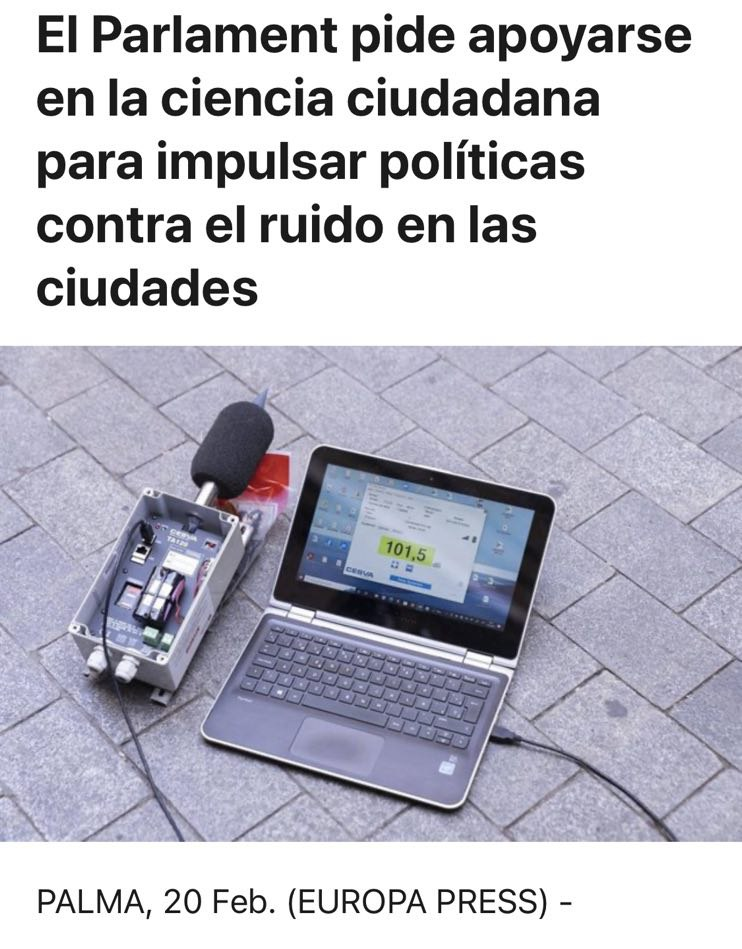 El Parlament pide apoyarse
en la ciencia ciudadana
para impulsar políticas
contra el ruido en las
ciudades
CESVA
TA120
101,5
CESVA
PALMA, 20 Feb. (EUROPA PRESS) -